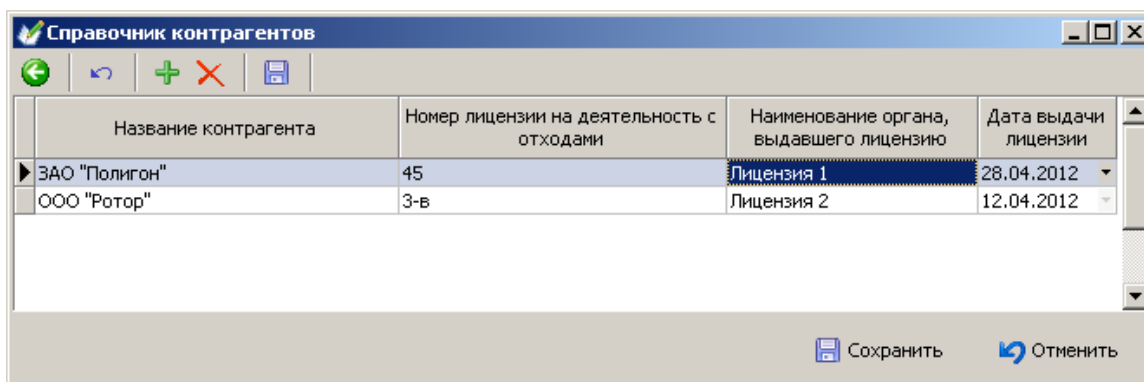 Справочник контрагентов
Название контрагента
Номер лицензии на деятельность с
отходами
Наименование органа,
выдавшего лицензию
Дата выдачи
лицензии
ЗАО "Полигон" 45 Лицензия 1 28.04.2012
ООО "Ротор" 3-в Лицензия 2 12.04.2012
Сохранить Отменить